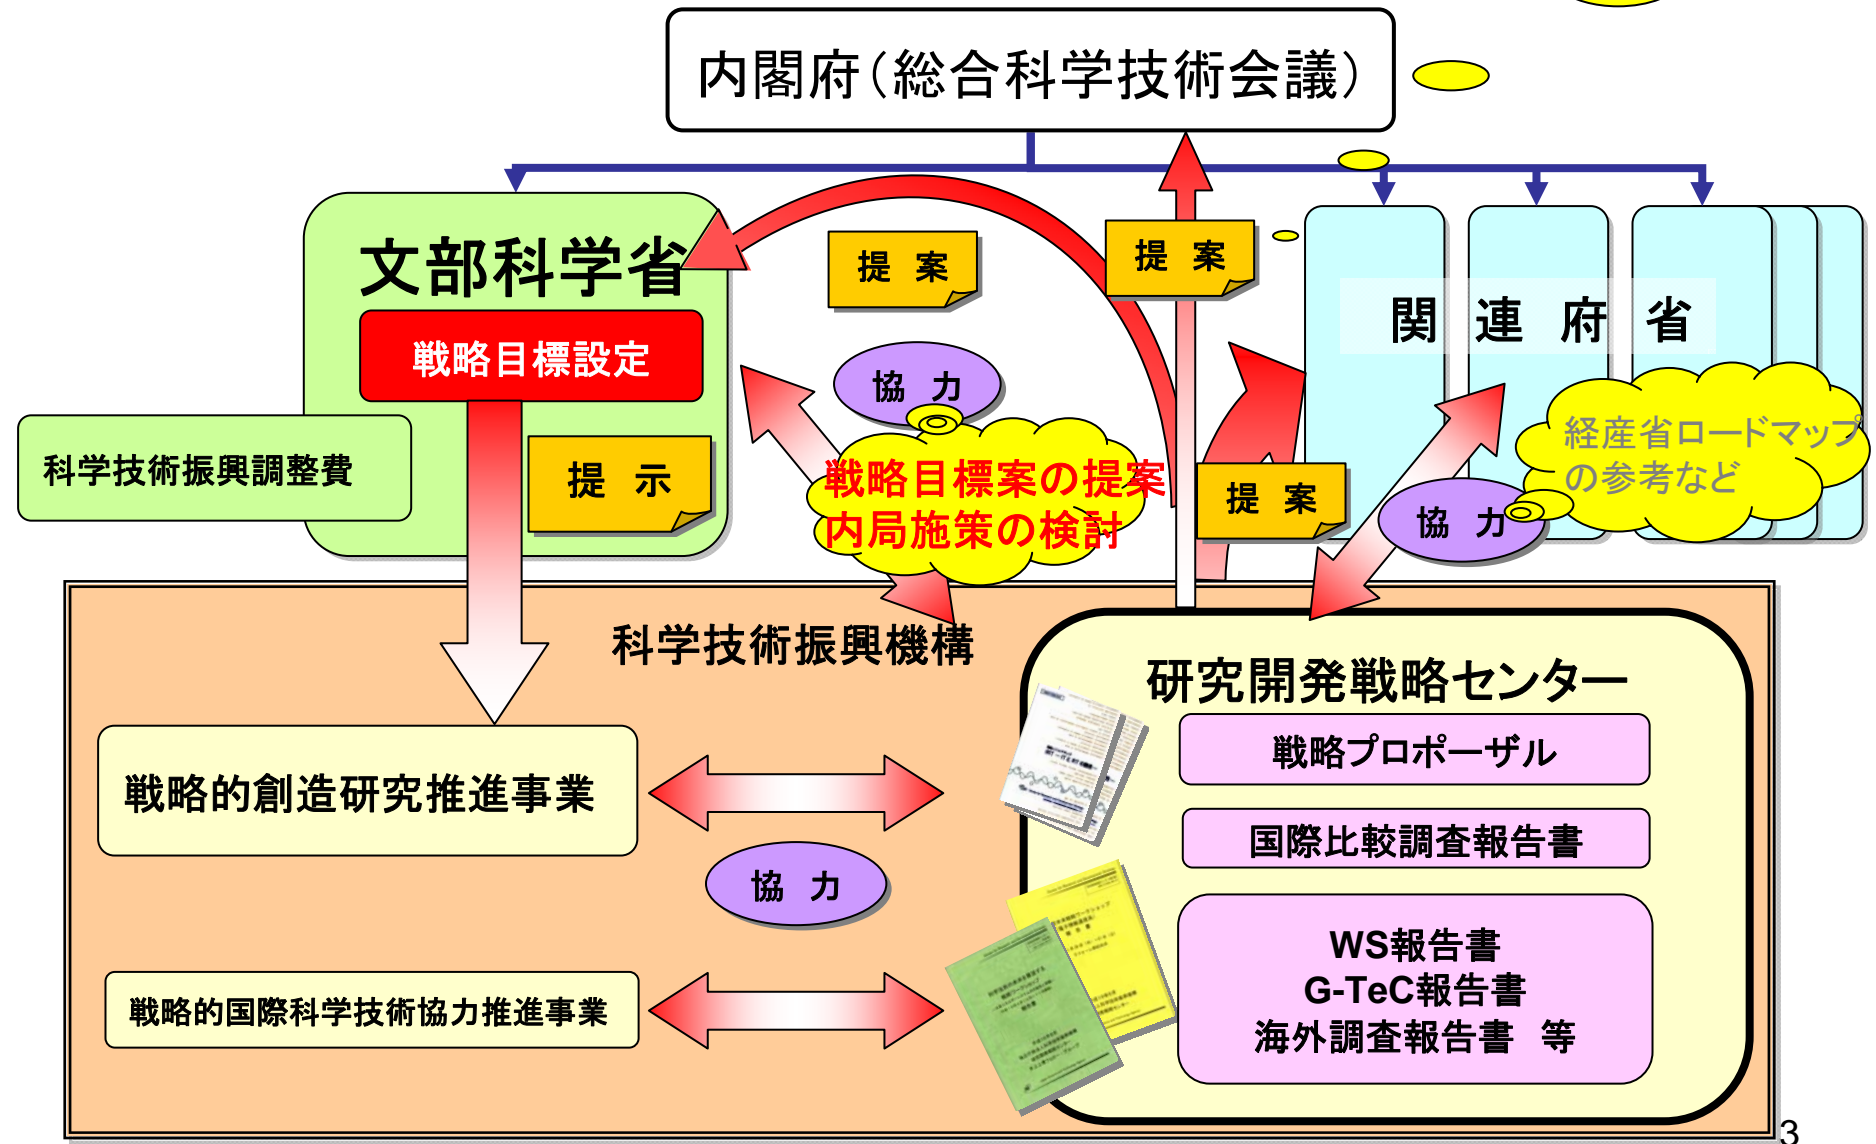 内閣府（総合科学技術会議）
文部科学省
戦略目標設定
科学技術振興調整費
提 示
提 案
提 案
協 力
戦略目標案の提案
内局施策の検討
提 案
関 連 府 省
経産省ロードマップ
の参考など
協 力
科学技術振興機構
研究開発戦略センター
戦略プロポーザル
国際比較調査報告書
WS報告書
G-TeC報告書
海外調査報告書 等
戦略的創造研究推進事業
協 力
戦略的国際科学技術協力推進事業
3